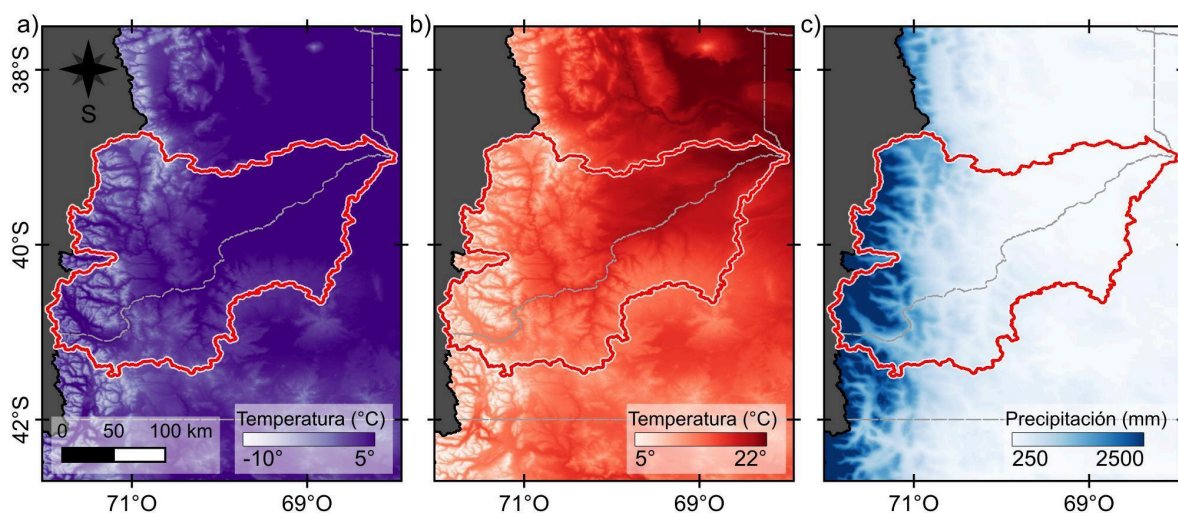 a)
b)
c)
38°S
40°S
42°S
S
0 50 100 km
Temperatura (°C)
-10° 5°
Temperatura (°C)
5° 22°
Precipitación (mm)
250 2500
71°O 69°O
71°O 69°O
71°O 69°O